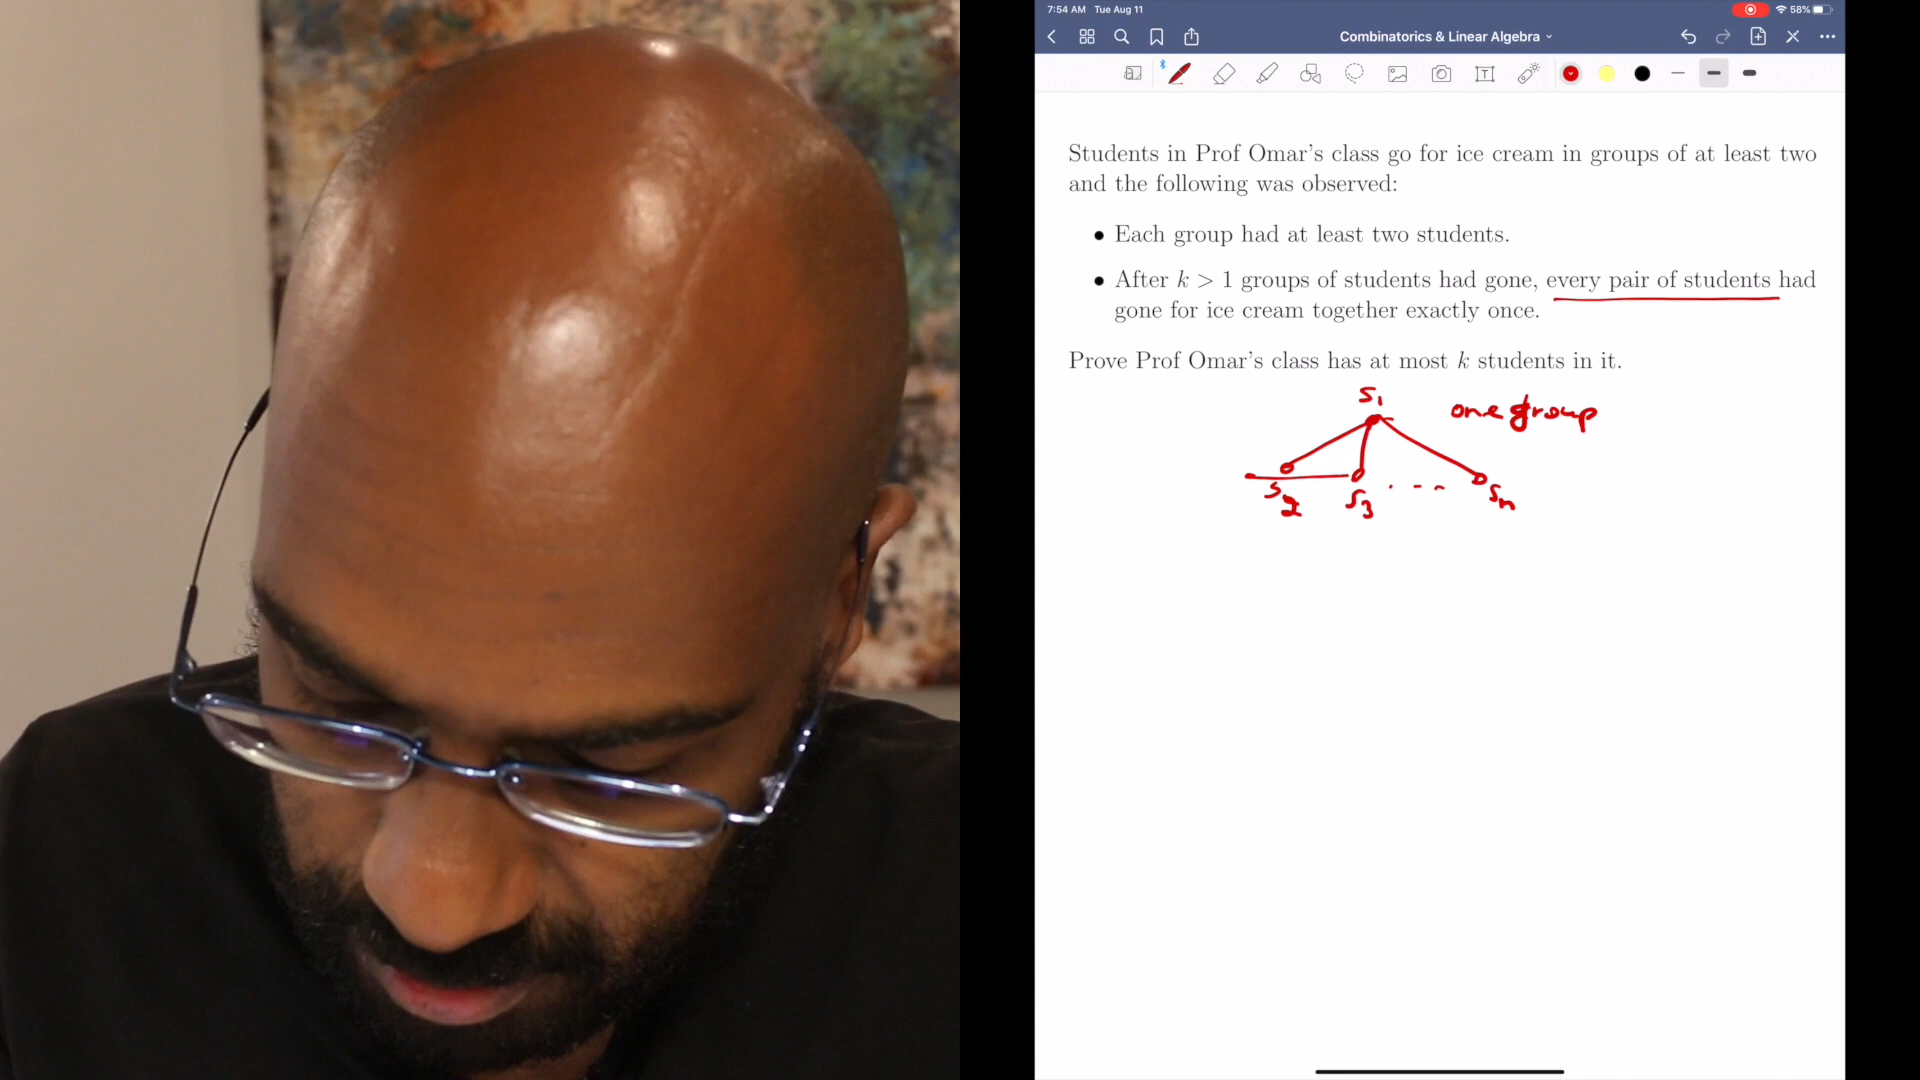 7:54 AM Tue Aug 11
58%
Combinatorics & Linear Algebra
Students in Prof Omar's class go for ice cream in groups of at least two
and the following was observed:
• Each group had at least two students.
• After k > 1 groups of students had gone, every pair of students had
gone for ice cream together exactly once.
Prove Prof Omar's class has at most k students in it.
S₁
one group
S₂ S₃ . - - - Sₙ